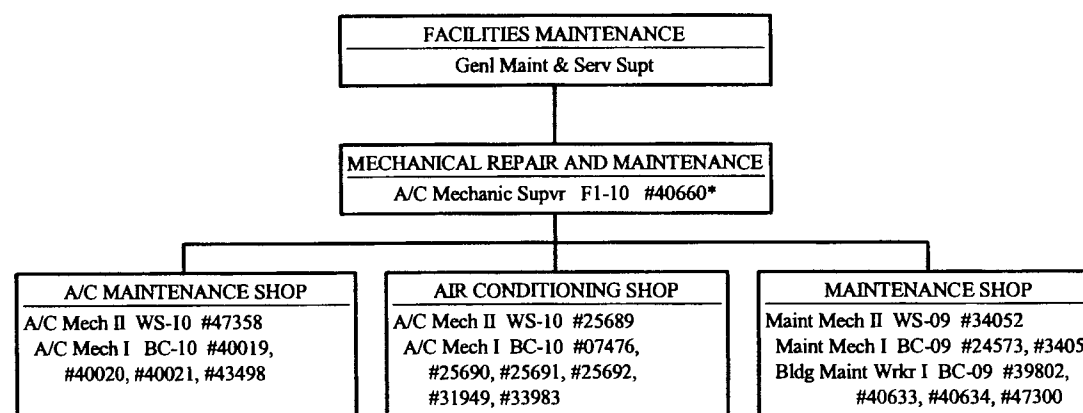 FACILITIES MAINTENANCE
Genl Maint & Serv Supt
MECHANICAL REPAIR AND MAINTENANCE
A/C Mechanic Supvr F1-10 #40660*
A/C MAINTENANCE SHOP
A/C Mech II WS-10 #47358
A/C Mech I BC-10 #40019,
#40020, #40021, #43498
AIR CONDITIONING SHOP
A/C Mech II WS-10 #25689
A/C Mech I BC-10 #07476,
#25690, #25691, #25692,
#31949, #33983
MAINTENANCE SHOP
Maint Mech II WS-09 #34052
Maint Mech I BC-09 #24573,
Bldg Maint Wrkr I BC-09 #39802,
#40633, #40634, #47300